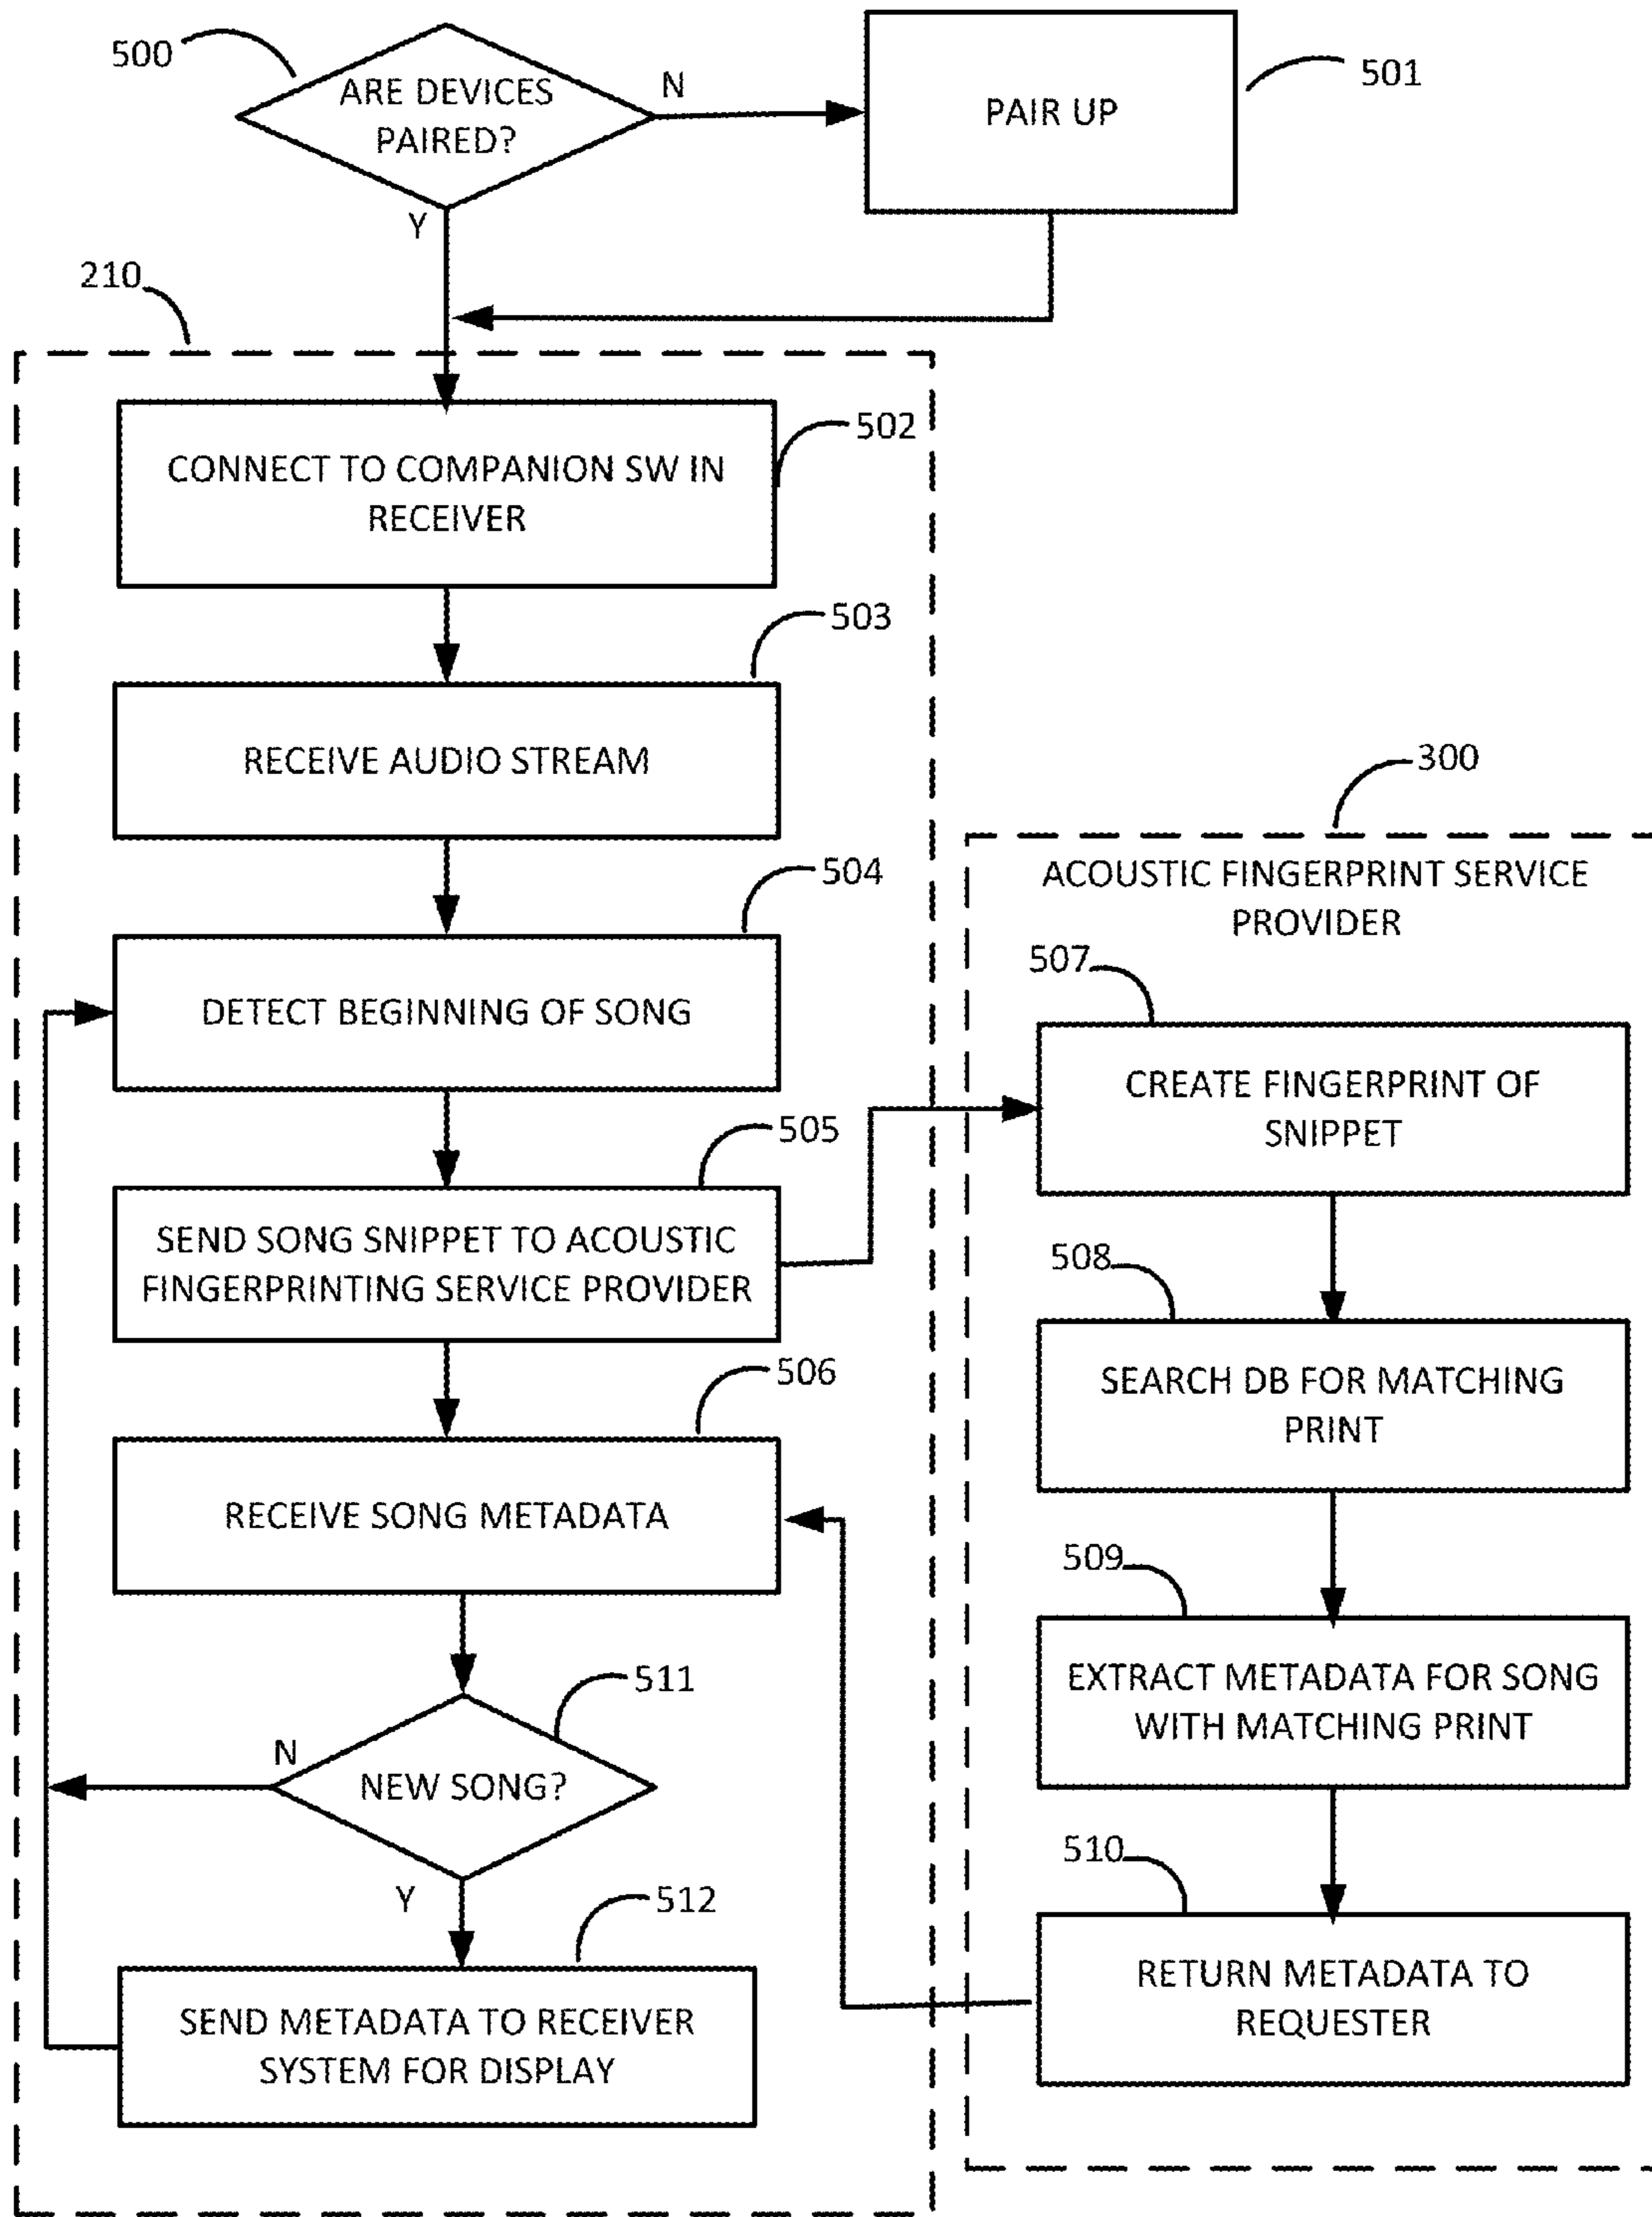 500
ARE DEVICES
PAIRED?
N
Y
PAIR UP
501
210
CONNECT TO COMPANION SW IN
RECEIVER
502
RECEIVE AUDIO STREAM
503
DETECT BEGINNING OF SONG
504
SEND SONG SNIPPET TO ACOUSTIC
FINGERPRINTING SERVICE PROVIDER
505
RECEIVE SONG METADATA
506
NEW SONG?
511
N
Y
SEND METADATA TO RECEIVER
SYSTEM FOR DISPLAY
512
300
ACOUSTIC FINGERPRINT SERVICE
PROVIDER
507
CREATE FINGERPRINT OF
SNIPPET
508
SEARCH DB FOR MATCHING
PRINT
509
EXTRACT METADATA FOR SONG
WITH MATCHING PRINT
510
RETURN METADATA TO
REQUESTER